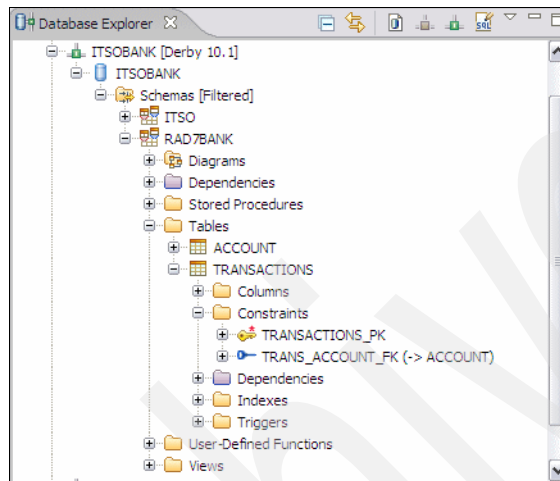 Database Explorer
SQL
ITSOBANK [Derby 10.1]
ITSOBANK
Schemas [Filtered]
ITSO
RAD7BANK
Diagrams
Dependencies
Stored Procedures
Tables
ACCOUNT
TRANSACTIONS
Columns
Constraints
TRANSACTIONS_PK
TRANS_ACCOUNT_FK (-> ACCOUNT)
Dependencies
Indexes
Triggers
User-Defined Functions
Views